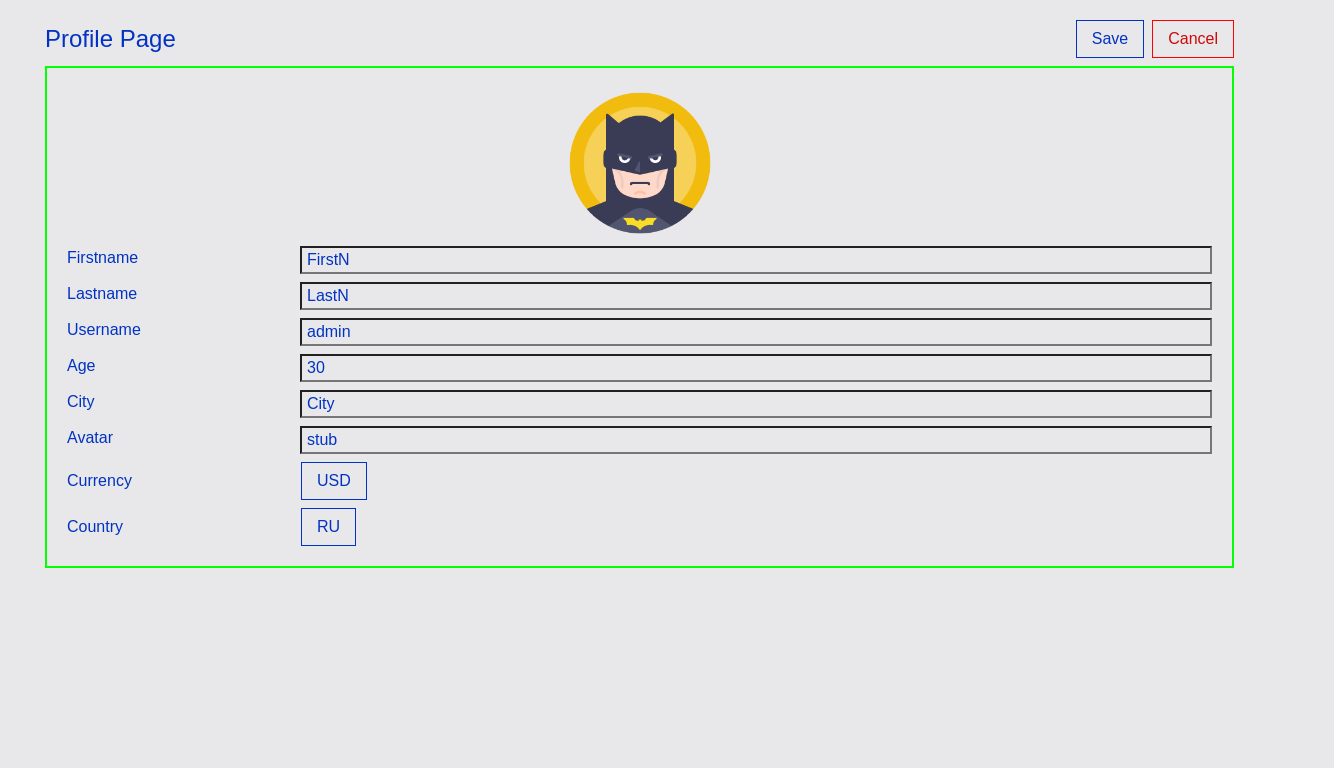 Profile Page
Save
Cancel
Firstname
FirstN
Lastname
LastN
Username
admin
Age
30
City
City
Avatar
stub
Currency
USD
Country
RU